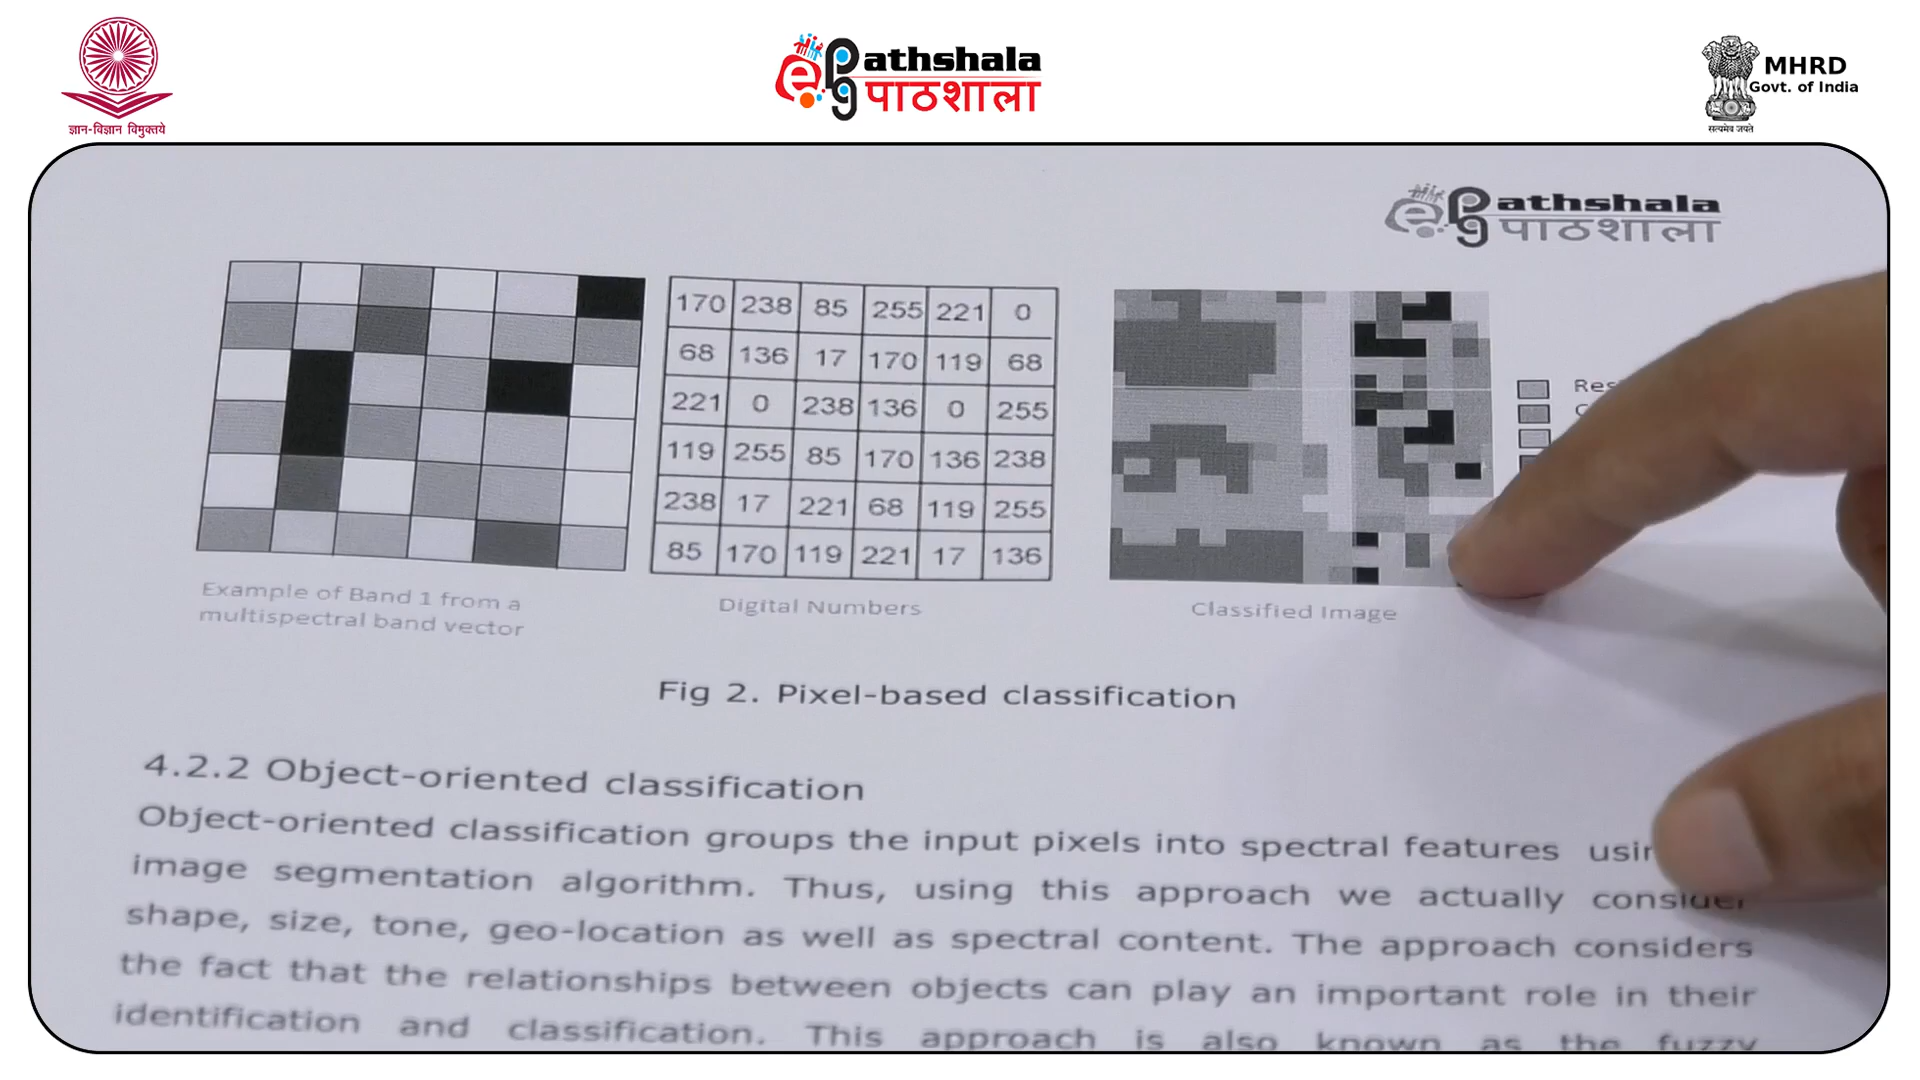 ज्ञान-विज्ञान विमुक्तये
ePG Pathshala
पाठशाला
MHRD
Govt. of India
सत्यमेव जयते
ePG Pathshala
पाठशाला
170 238 85 255 221 0
68 136 17 170 119 68
221 0 238 136 0 255
119 255 85 170 136 238
238 17 221 68 119 255
85 170 119 221 17 136
Example of Band 1 from a
multispectral band vector
Digital Numbers
Classified Image
Fig 2. Pixel-based classification
4.2.2 Object-oriented classification
Object-oriented classification groups the input pixels into spectral features
image segmentation algorithm. Thus, using this approach we actually consider
shape, size, tone, geo-location as well as spectral content. The approach considers
the fact that the relationships between objects can play an important role in their
identification and classification. This approach is also known as the fuzzy